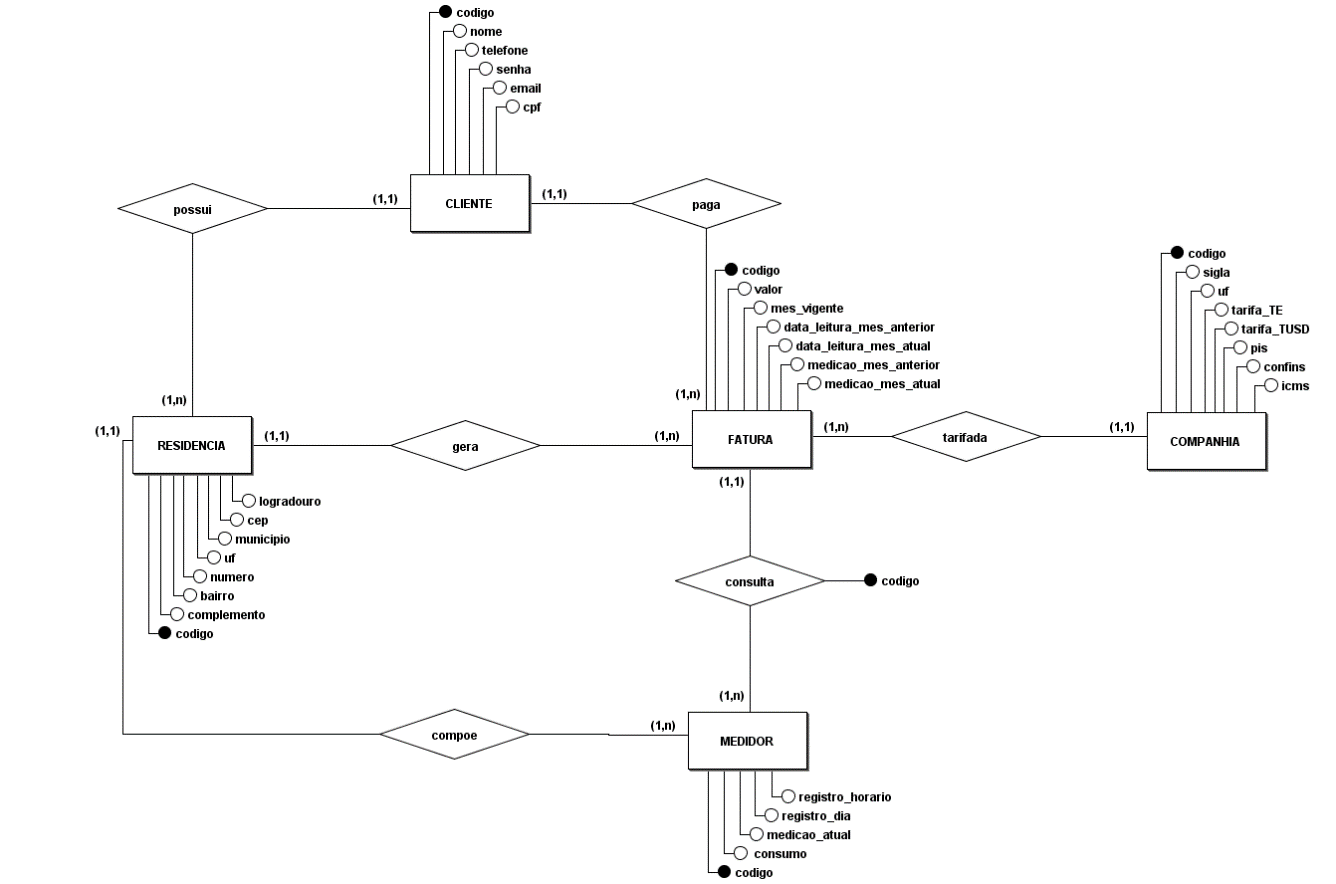 codigo
nome
telefone
senha
email
cpf
possui
(1,1)
CLIENTE
(1,1)
paga
codigo
valor
mes_vigente
data_leitura_mes_anterior
data_leitura_mes_atual
medicao_mes_anterior
medicao_mes_atual
codigo
sigla
uf
tarifa_TE
tarifa_TUSD
pis
confins
icms
(1,n)
(1,1)
RESIDENCIA
(1,1)
gera
(1,n)
(1,n)
FATURA
(1,n)
tarifada
(1,1)
COMPANHIA
(1,1)
logradouro
cep
municipio
uf
numero
bairro
complemento
codigo
consulta
codigo
(1,n)
compoe
(1,n)
MEDIDOR
registro_horario
registro_dia
medicao_atual
consumo
codigo